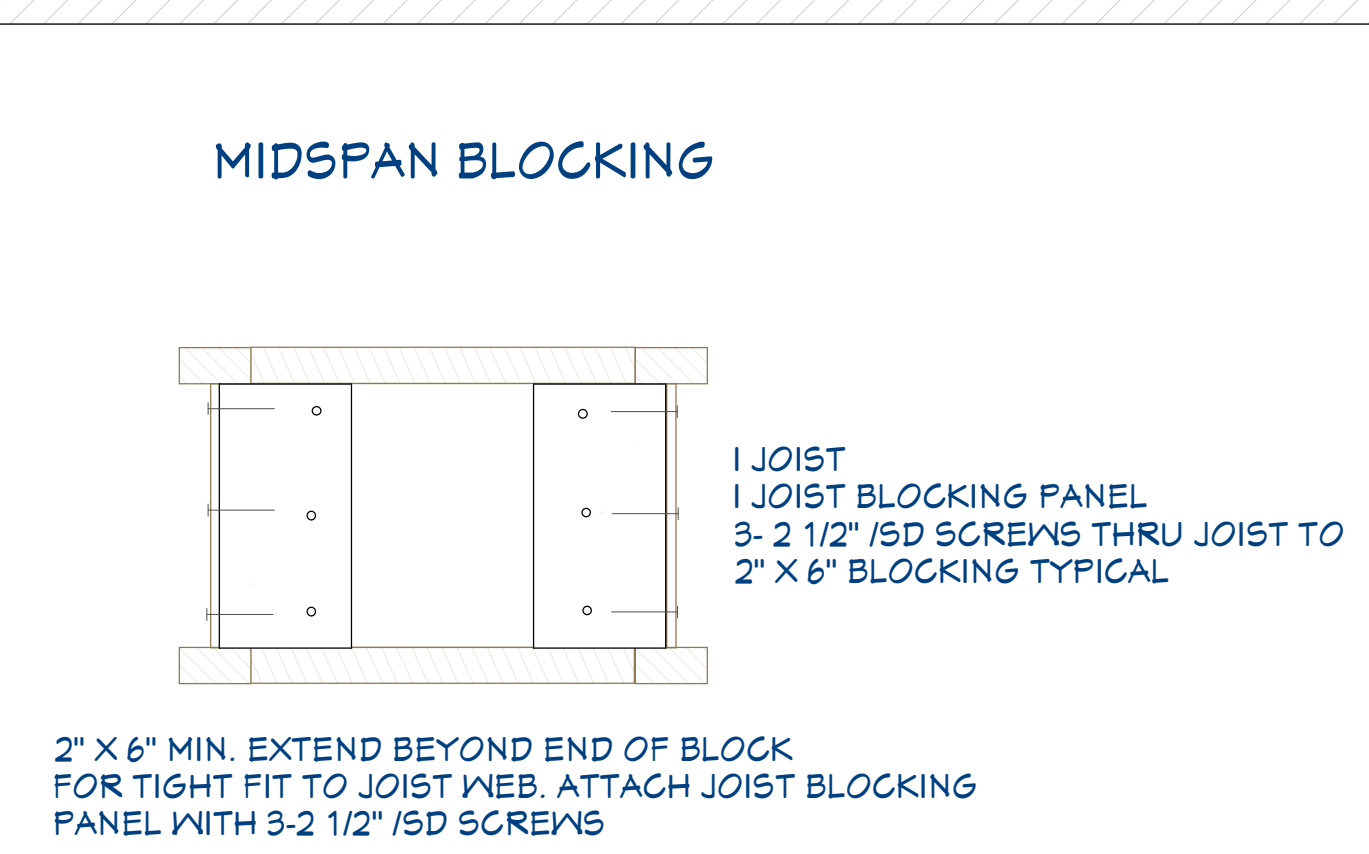 MIDSPAN BLOCKING
I JOIST
I JOIST BLOCKING PANEL
3- 2 1/2" /SD SCREWS THRU JOIST TO
2" X 6" BLOCKING TYPICAL
2" X 6" MIN. EXTEND BEYOND END OF BLOCK
FOR TIGHT FIT TO JOIST WEB. ATTACH JOIST BLOCKING
PANEL WITH 3-2 1/2" /SD SCREWS